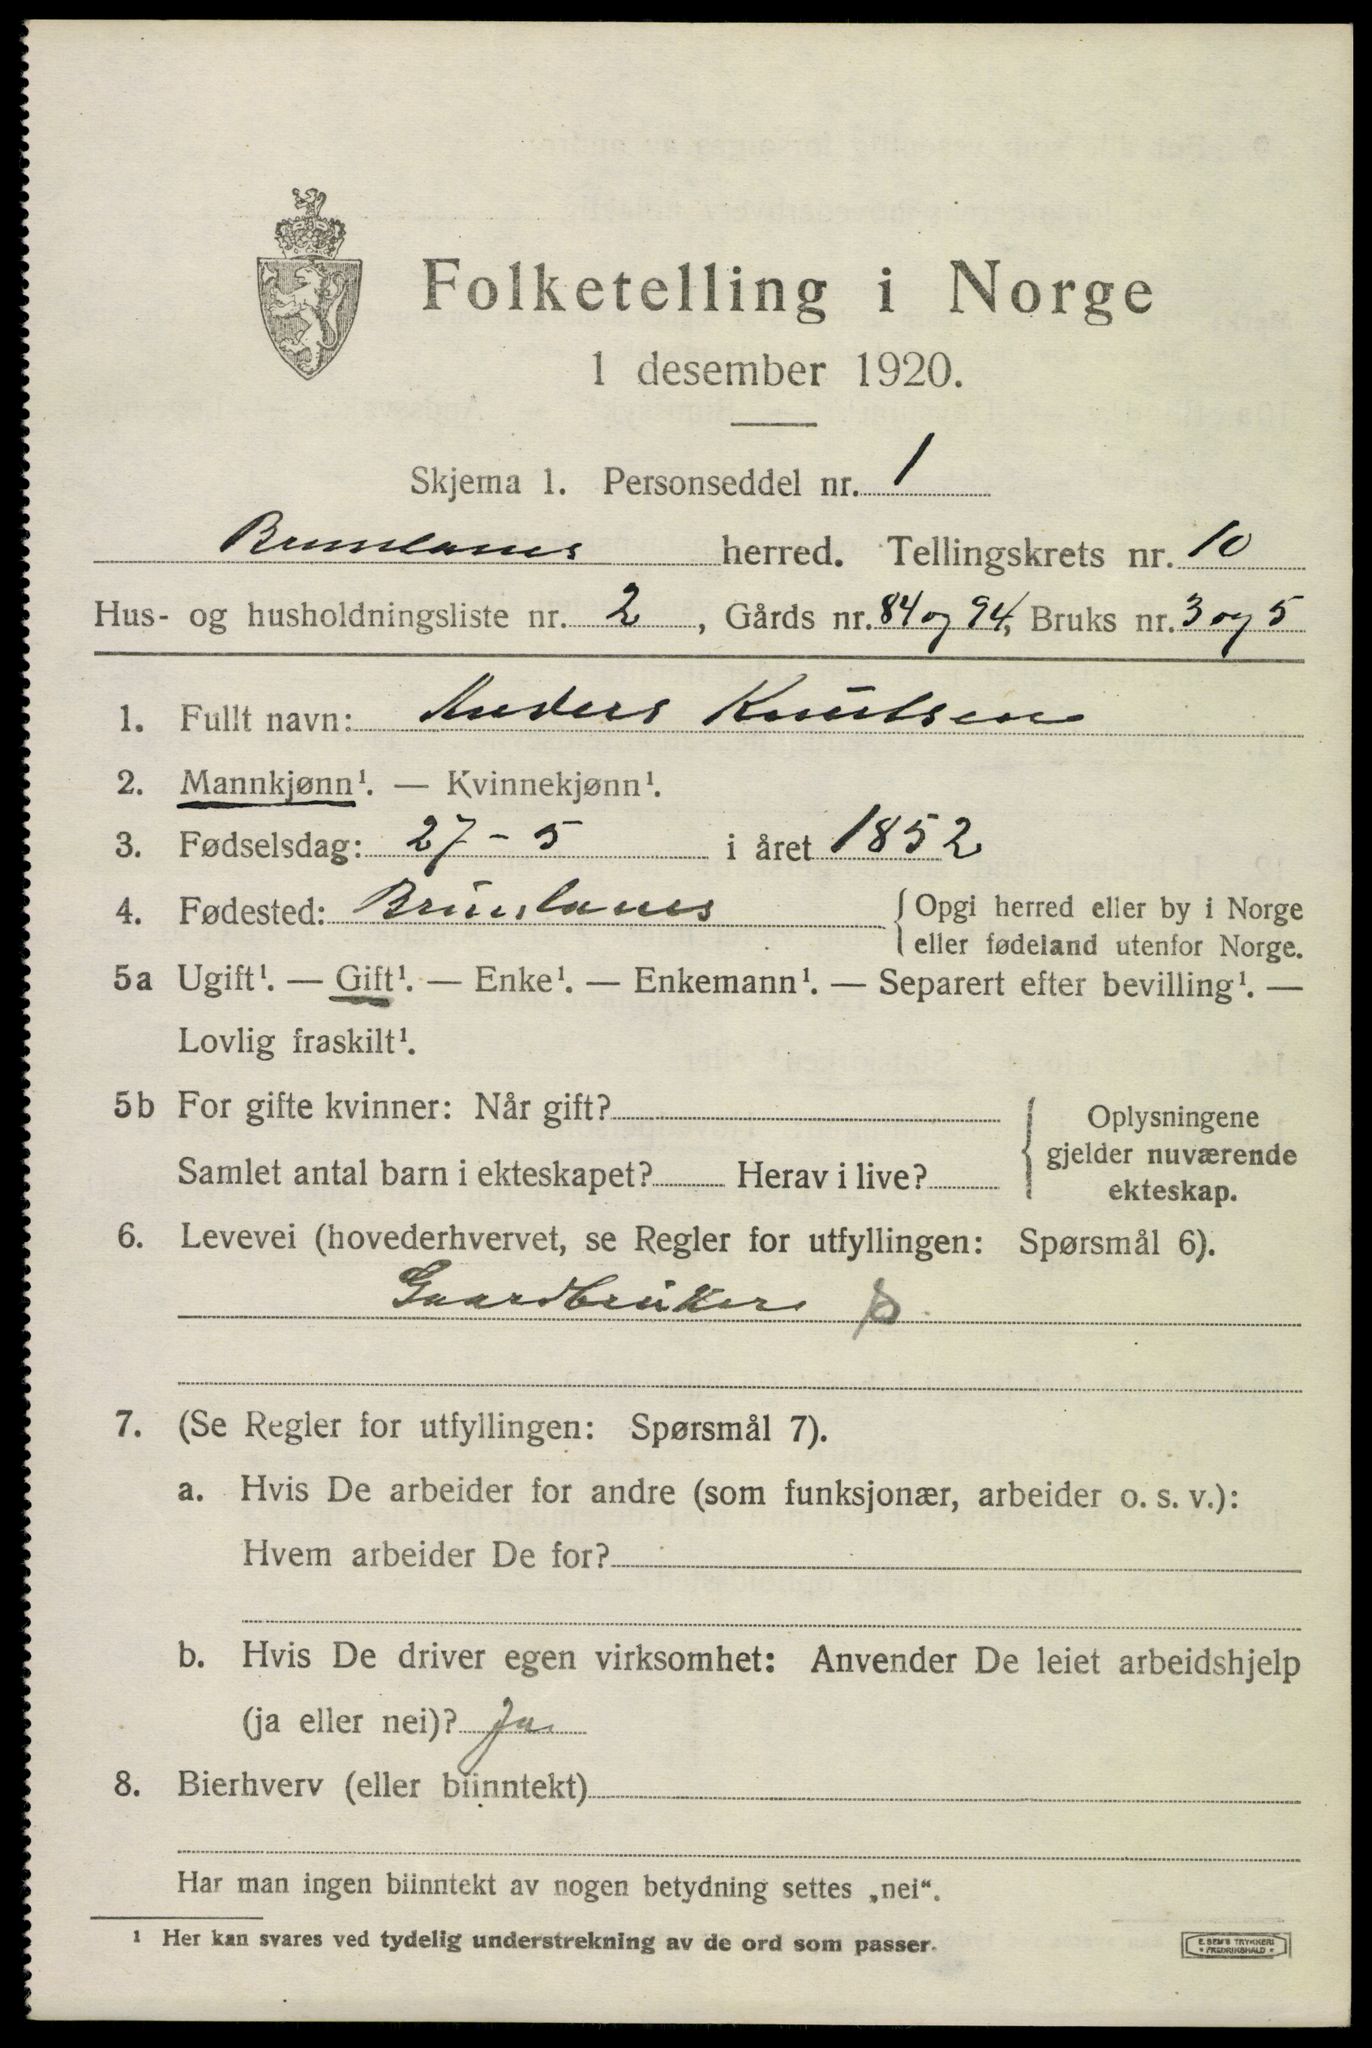 Folketelling i Norge
1 desember 1920.
Skjema 1. Personseddel nr. 1
Brunlanes herred. Tellingskrets nr. 10
Hus- og husholdningsliste nr. 2, Gårds nr. 84 og 94, Bruks nr. 3 og 5
1. Fullt navn: Anders Knutsen
2. Mannkjønn¹. — Kvinnekjønn¹.
3. Fødselsdag: 27 - 5 i året 1852
4. Fødested: Brunlanes { Opgi herred eller by i Norge
eller fødeland utenfor Norge.
5a Ugift¹. — Gift¹. — Enke¹. — Enkemann¹. — Separert efter bevilling¹. —
Lovlig fraskilt¹.
5b For gifte kvinner: Når gift?
Samlet antal barn i ekteskapet? Herav i live?
Oplysningene
gjelder nuværende
ekteskap.
6. Levevei (hovederhvervet, se Regler for utfyllingen: Spørsmål 6).
Gaardbruker
7. (Se Regler for utfyllingen: Spørsmål 7).
a. Hvis De arbeider for andre (som funksjonær, arbeider o. s. v.):
Hvem arbeider De for?
b. Hvis De driver egen virksomhet: Anvender De leiet arbeidshjelp
(ja eller nei)? Ja
8. Bierhverv (eller biinntekt)
Har man ingen biinntekt av nogen betydning settes „nei“.
¹ Her kan svares ved tydelig understrekning av de ord som passer.
E. SEM'S TRYKKERI
FREDRIKSHALD